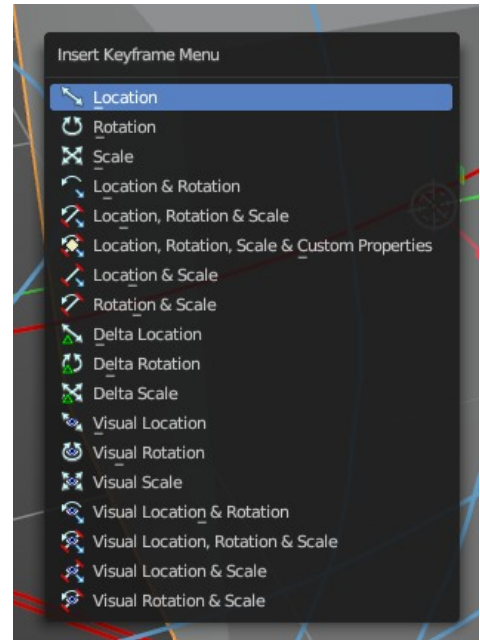 Insert Keyframe Menu
Location
Rotation
Scale
Location & Rotation
Location, Rotation & Scale
Location, Rotation, Scale & Custom Properties
Location & Scale
Rotation & Scale
Delta Location
Delta Rotation
Delta Scale
Visual Location
Visual Rotation
Visual Scale
Visual Location & Rotation
Visual Location, Rotation & Scale
Visual Location & Scale
Visual Rotation & Scale